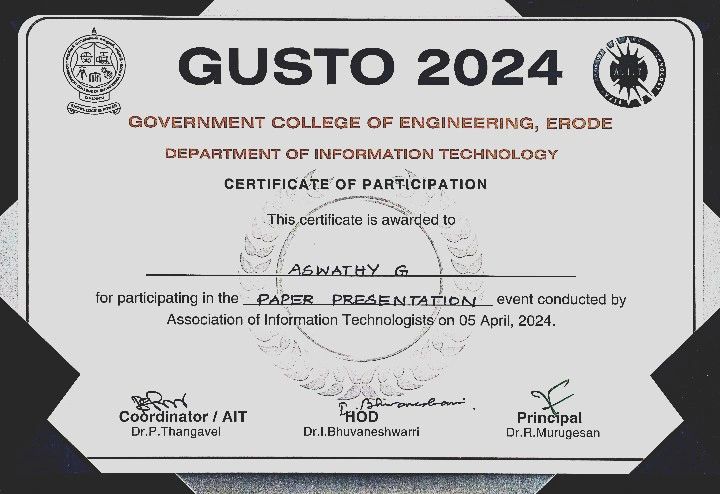 GUSTO 2024
GOVERNMENT COLLEGE OF ENGINEERING, ERODE
DEPARTMENT OF INFORMATION TECHNOLOGY
CERTIFICATE OF PARTICIPATION
This certificate is awarded to
ASWATHY G
for participating in the PAPER PRESENTATION event conducted by
Association of Information Technologists on 05 April, 2024.
Coordinator / AIT
Dr.P.Thangavel
HOD
Dr.I.Bhuvaneshwarri
Principal
Dr.R.Murugesan